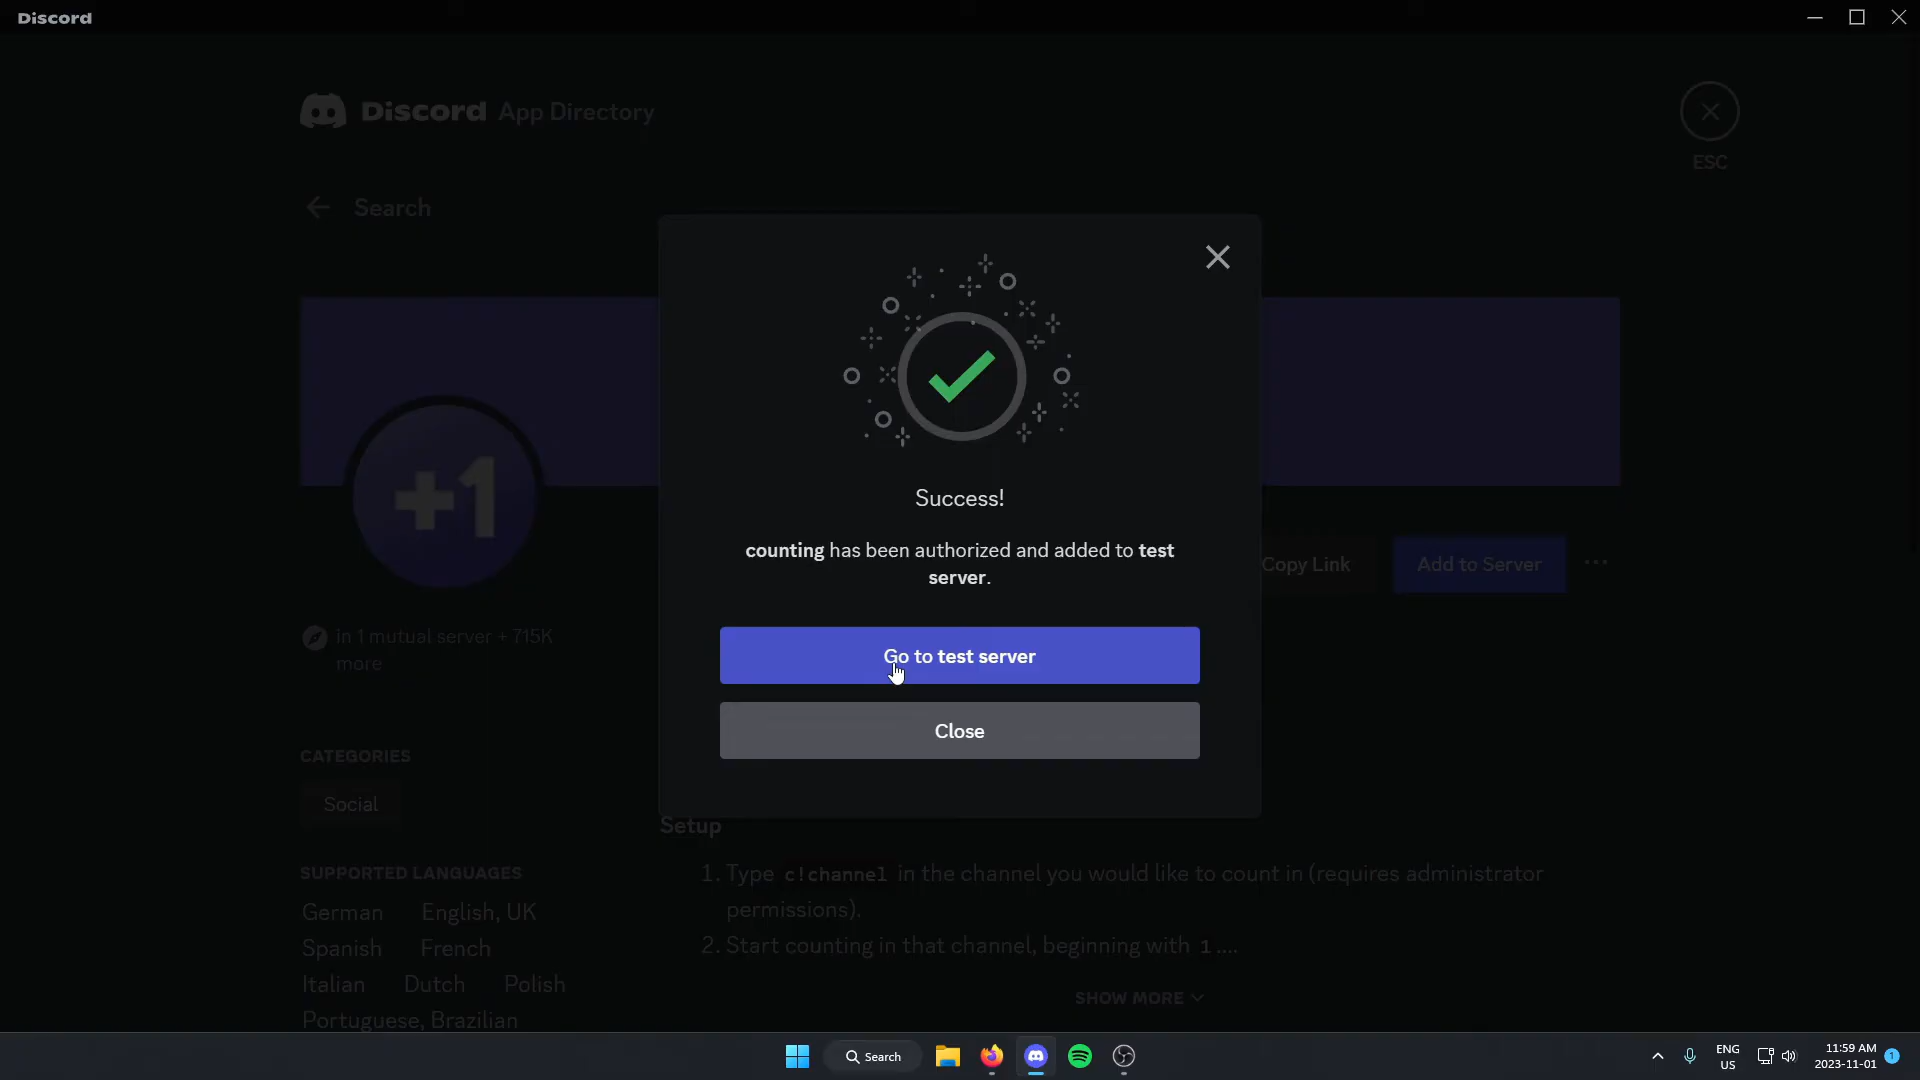 Discord
Discord App Directory
ESC
Search
+1
Success!
counting has been authorized and added to test
server.
Copy Link
Add to Server
in 1 mutual server + 715K
more
Go to test server
Close
CATEGORIES
Social
Setup
SUPPORTED LANGUAGES
1. Type c!channel in the channel you would like to count in (requires administrator
permissions).
German English, UK
2. Start counting in that channel, beginning with 1 ....
Spanish French
Italian Dutch Polish
SHOW MORE
Portuguese, Brazilian
Search
ENG
US
11:59 AM
2023-11-01
1